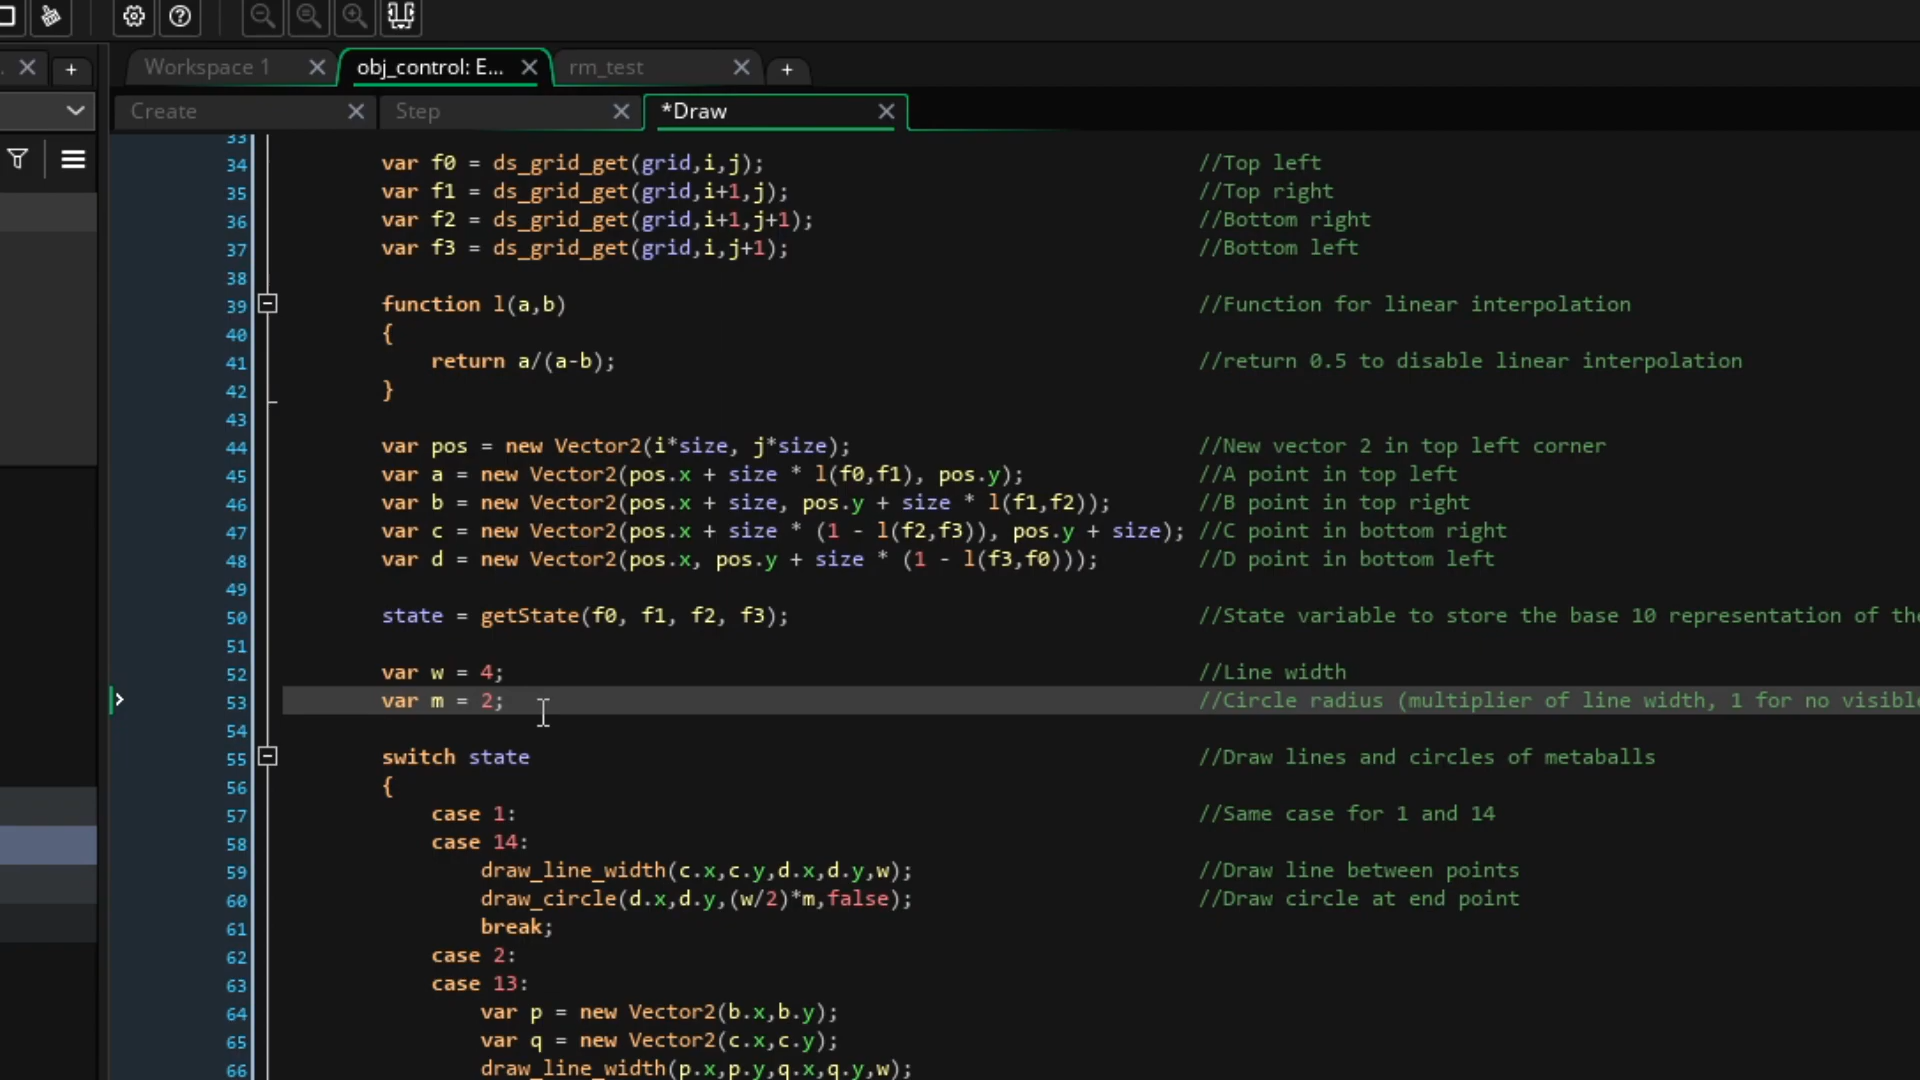 Workspace 1
obj_control: E...
rm_test
Create
Step
*Draw
33
34 var f0 = ds_grid_get(grid,i,j); //Top left
35 var f1 = ds_grid_get(grid,i+1,j); //Top right
36 var f2 = ds_grid_get(grid,i+1,j+1); //Bottom right
37 var f3 = ds_grid_get(grid,i,j+1); //Bottom left
38
39 function l(a,b) //Function for linear interpolation
40 {
41 return a/(a-b); //return 0.5 to disable linear interpolation
42 }
43
44 var pos = new Vector2(i*size, j*size); //New vector 2 in top left corner
45 var a = new Vector2(pos.x + size * l(f0,f1), pos.y); //A point in top left
46 var b = new Vector2(pos.x + size, pos.y + size * l(f1,f2)); //B point in top right
47 var c = new Vector2(pos.x + size * (1 - l(f2,f3)), pos.y + size); //C point in bottom right
48 var d = new Vector2(pos.x, pos.y + size * (1 - l(f3,f0))); //D point in bottom left
49
50 state = getState(f0, f1, f2, f3); //State variable to store the base 10 representation of the
51
52 var w = 4; //Line width
53 var m = 2; //Circle radius (multiplier of line width, 1 for no visible
54
55 switch state //Draw lines and circles of metaballs
56 {
57 case 1: //Same case for 1 and 14
58 case 14:
59 draw_line_width(c.x,c.y,d.x,d.y,w); //Draw line between points
60 draw_circle(d.x,d.y,(w/2)*m,false); //Draw circle at end point
61 break;
62 case 2:
63 case 13:
64 var p = new Vector2(b.x,b.y);
65 var q = new Vector2(c.x,c.y);
66 draw_line_width(p.x,p.y,q.x,q.y,w);